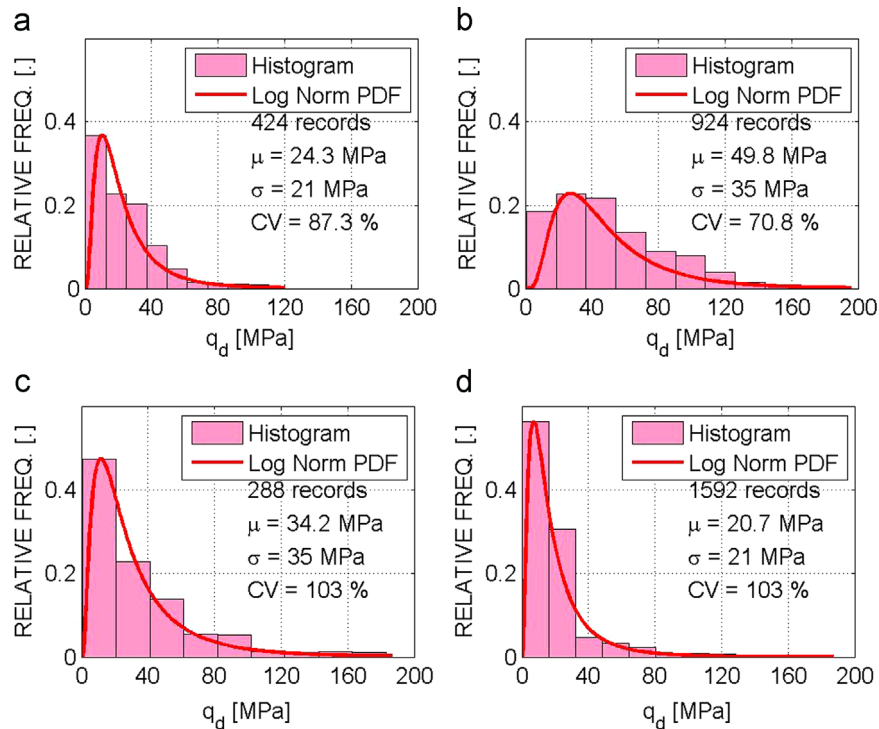 a
RELATIVE FREQ. [.]
0.4
0.2
0
Histogram
Log Norm PDF
424 records
μ = 24.3 MPa
σ = 21 MPa
CV = 87.3 %
0 40 80 120 160 200
q_d [MPa]
b
RELATIVE FREQ. [.]
0.4
0.2
0
Histogram
Log Norm PDF
924 records
μ = 49.8 MPa
σ = 35 MPa
CV = 70.8 %
0 40 80 120 160 200
q_d [MPa]
c
RELATIVE FREQ. [.]
0.4
0.2
0
Histogram
Log Norm PDF
288 records
μ = 34.2 MPa
σ = 35 MPa
CV = 103 %
0 40 80 120 160 200
q_d [MPa]
d
RELATIVE FREQ. [.]
0.4
0.2
0
Histogram
Log Norm PDF
1592 records
μ = 20.7 MPa
σ = 21 MPa
CV = 103 %
0 40 80 120 160 200
q_d [MPa]